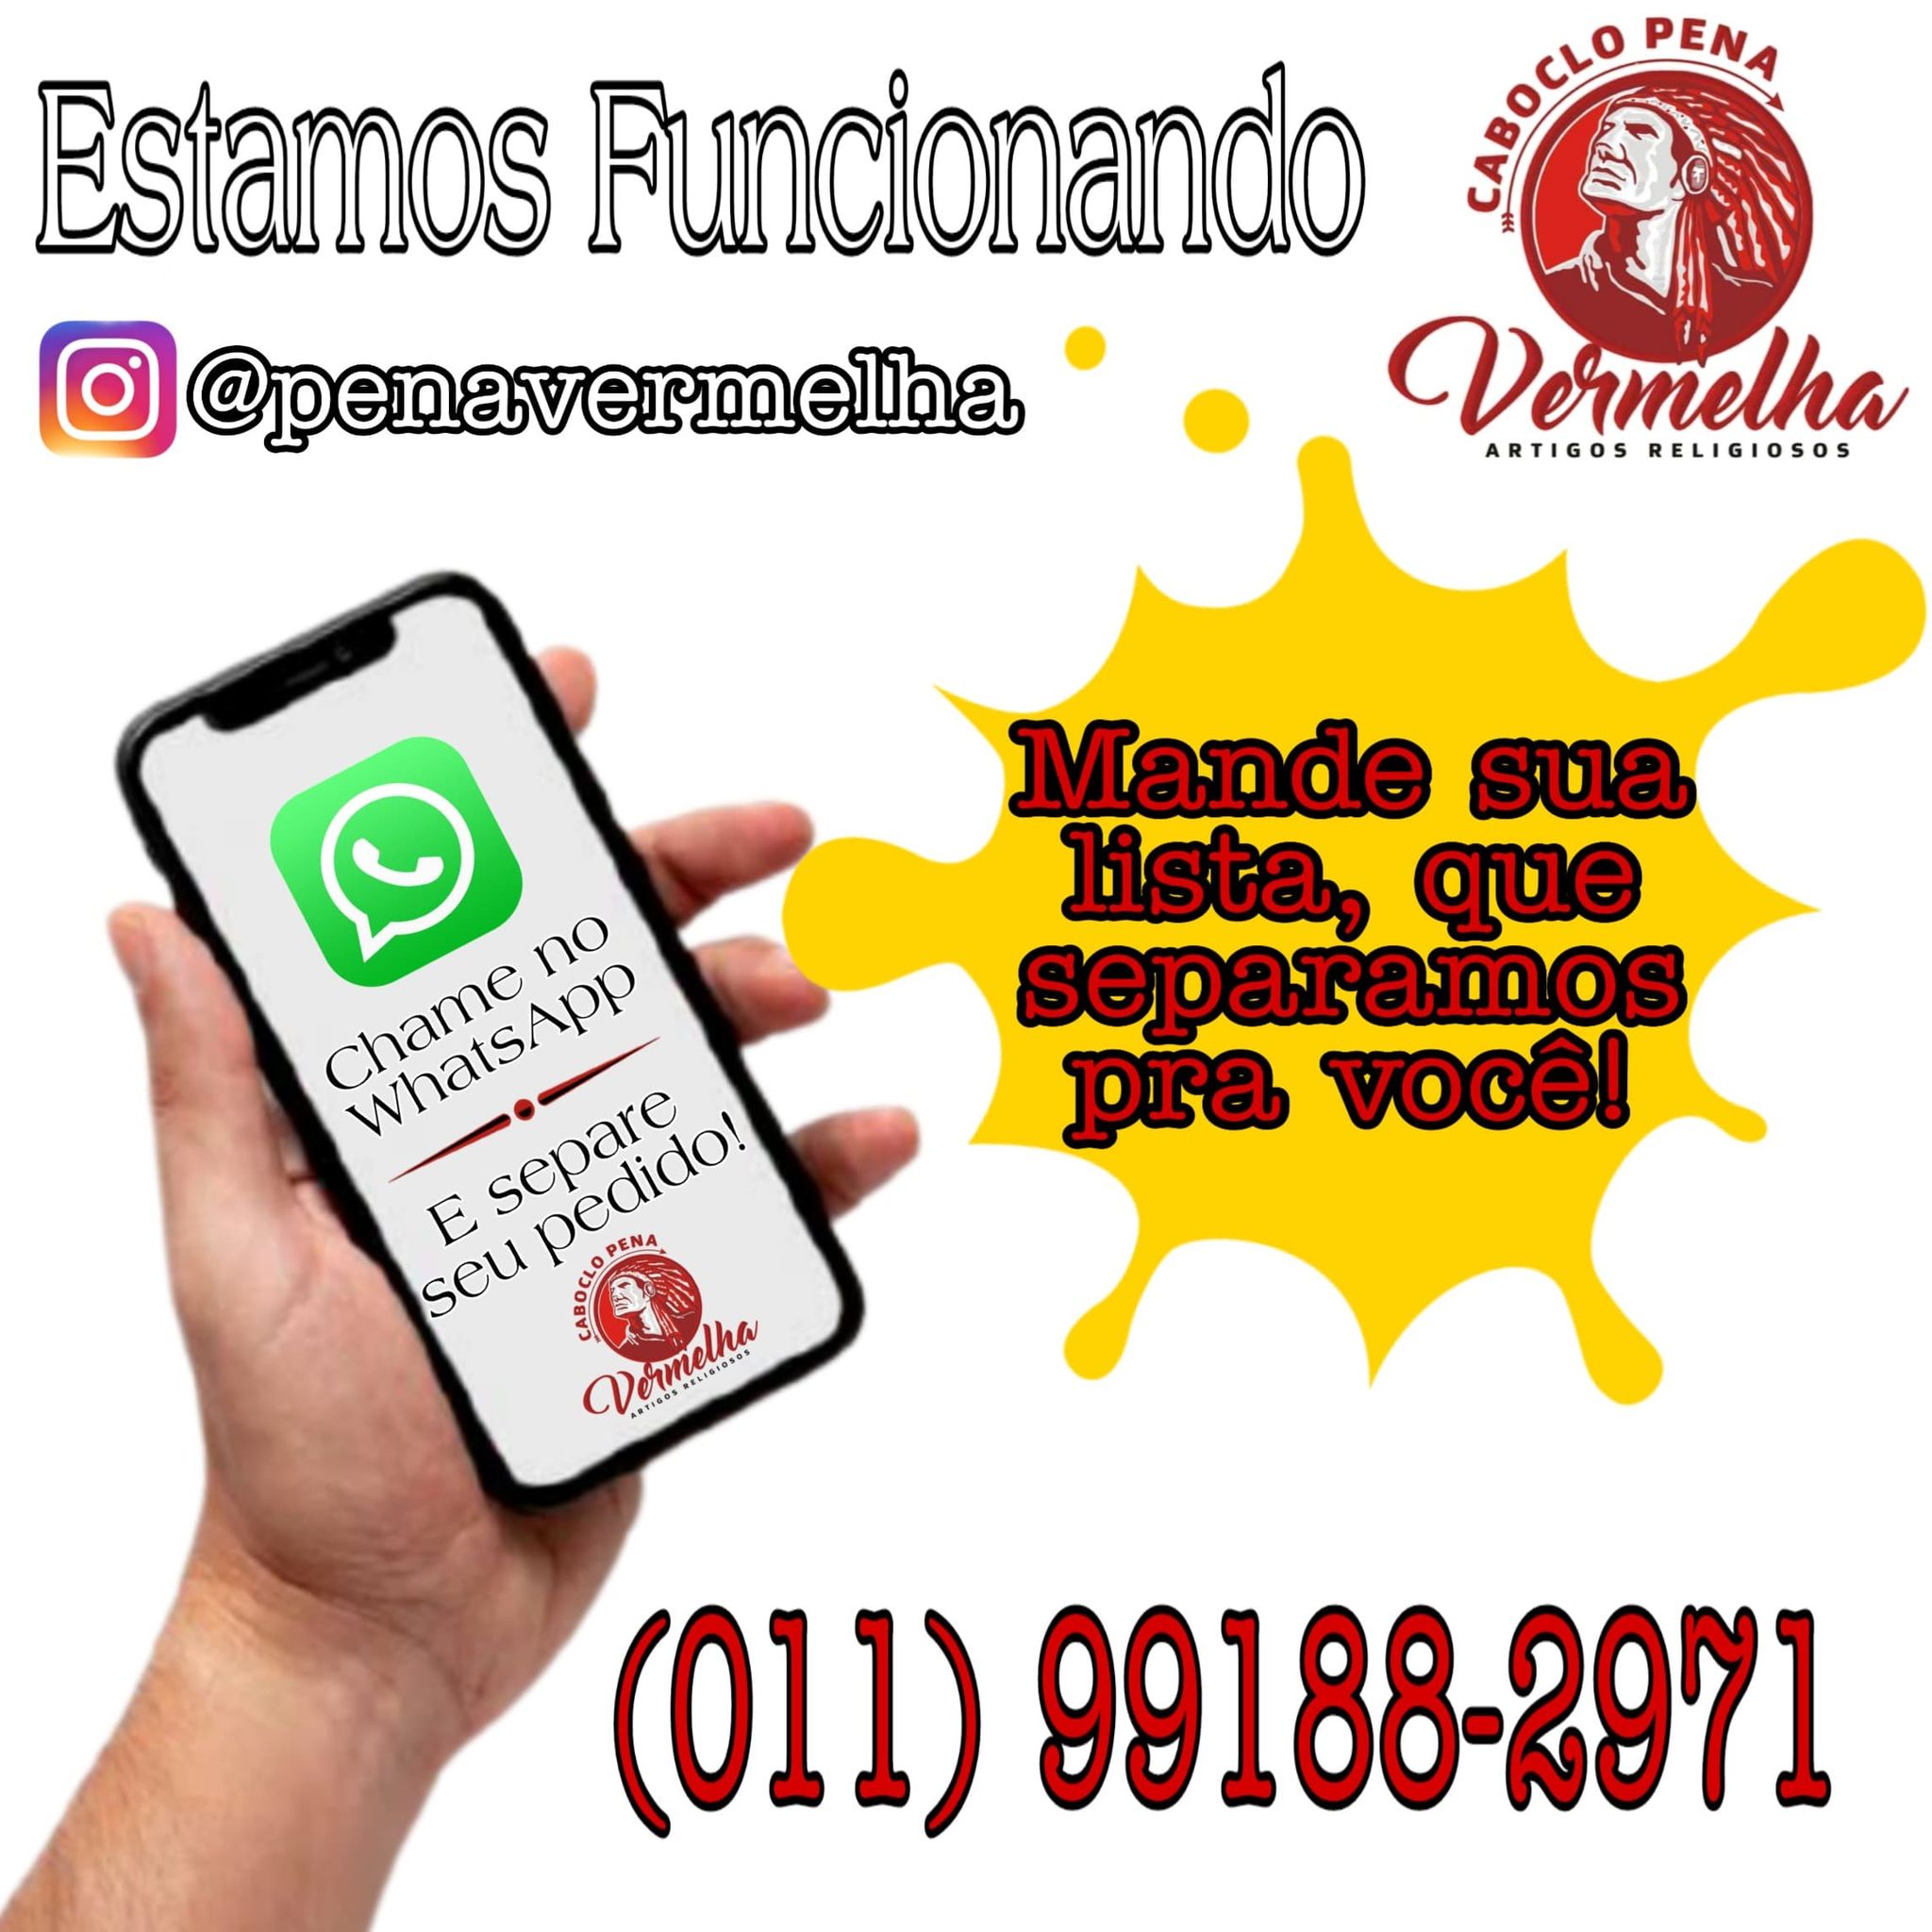 Estamos Funcionando
CABOCLO PENA
Vermelha
ARTIGOS RELIGIOSOS
@penavermelha
Mande sua
lista, que
separamos
pra você!
Chame no
WhatsApp
E separe
seu pedido!
CABOCLO PENA
Vermelha
ARTIGOS RELIGIOSOS
(011) 99188-2971